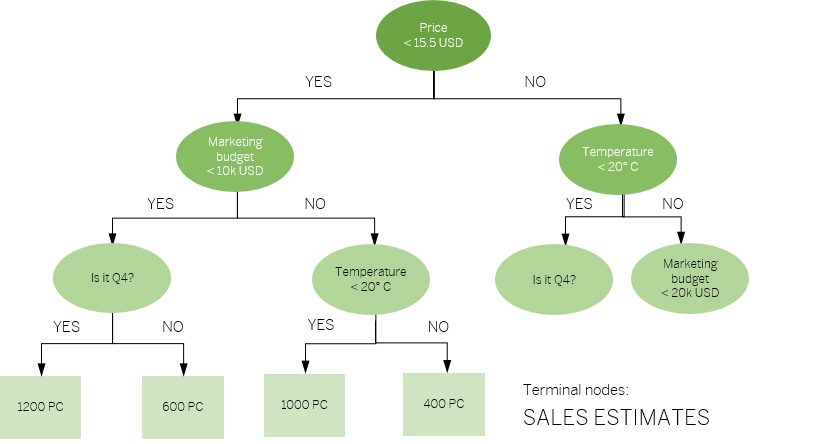 Price
< 15.5 USD
YES
NO
Marketing
budget
< 10k USD
Temperature
< 20° C
YES
NO
YES
NO
Is it Q4?
Temperature
< 20° C
Is it Q4?
Marketing
budget
< 20k USD
YES
NO
YES
NO
1200 PC
600 PC
1000 PC
400 PC
Terminal nodes:
SALES ESTIMATES